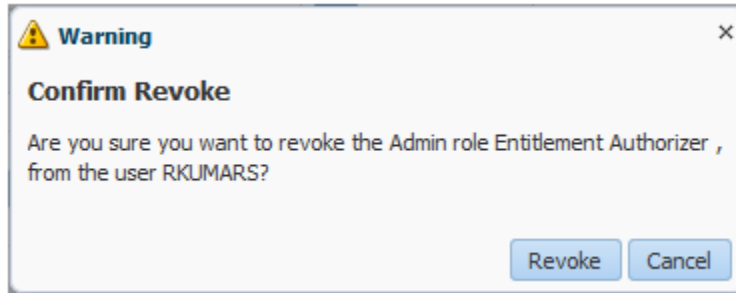 Warning
×
Confirm Revoke
Are you sure you want to revoke the Admin role Entitlement Authorizer ,
from the user RKUMARS?
Revoke Cancel